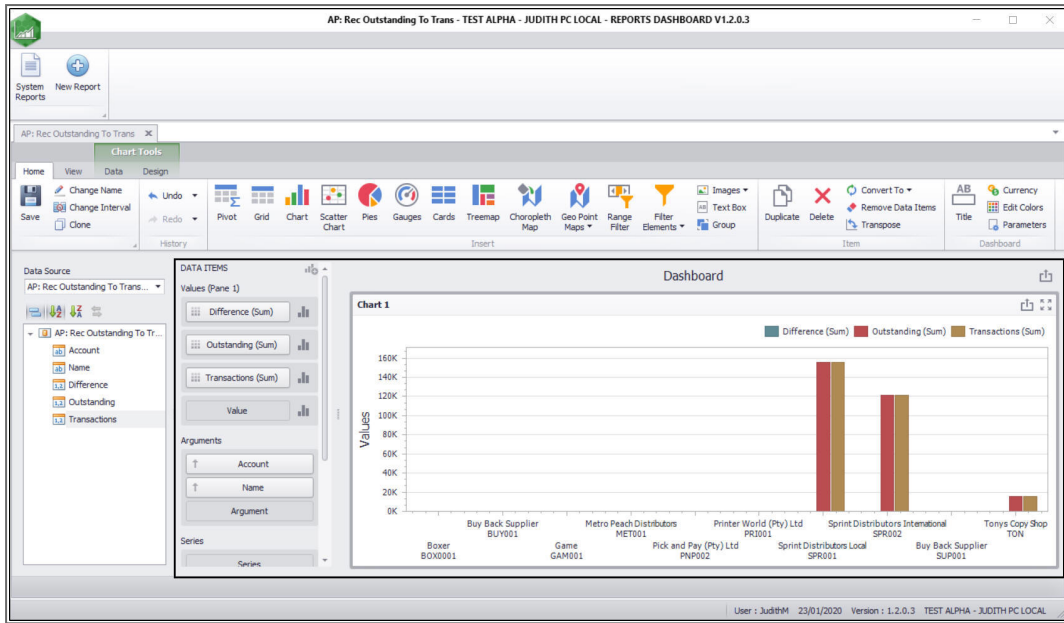 AP: Rec Outstanding To Trans - TEST ALPHA - JUDITH PC LOCAL - REPORTS DASHBOARD V1.2.0.3
System Reports
New Report
AP: Rec Outstanding To Trans
Chart Tools
Home View Data Design
Save
Change Name
Change Interval
Clone
Undo
Redo
History
Pivot
Grid
Chart
Scatter Chart
Pies
Gauges
Cards
Treemap
Choropleth Map
Geo Point Maps
Range Filter
Filter Elements
Images
Text Box
Group
Insert
Duplicate
Delete
Convert To
Remove Data Items
Transpose
Item
AB
Title
Currency
Edit Colors
Parameters
Dashboard
Data Source
AP: Rec Outstanding To Trans...
AP: Rec Outstanding To Tr...
ab Account
ab Name
1,2 Difference
1,2 Outstanding
1,2 Transactions
DATA ITEMS
Values (Pane 1)
Difference (Sum)
Outstanding (Sum)
Transactions (Sum)
Value
Arguments
Account
Name
Argument
Series
Series
Dashboard
Chart 1
Difference (Sum) Outstanding (Sum) Transactions (Sum)
Values
160K
140K
120K
100K
80K
60K
40K
20K
0K
Boxer
BOX0001
Buy Back Supplier
BUY001
Game
GAM001
Metro Peach Distributors
MET001
Pick and Pay (Pty) Ltd
PNP002
Printer World (Pty) Ltd
PRI001
Sprint Distributors Local
SPR001
Sprint Distributors International
SPR002
Buy Back Supplier
SUP001
Tonys Copy Shop
TON
User : JudithM 23/01/2020 Version : 1.2.0.3 TEST ALPHA - JUDITH PC LOCAL